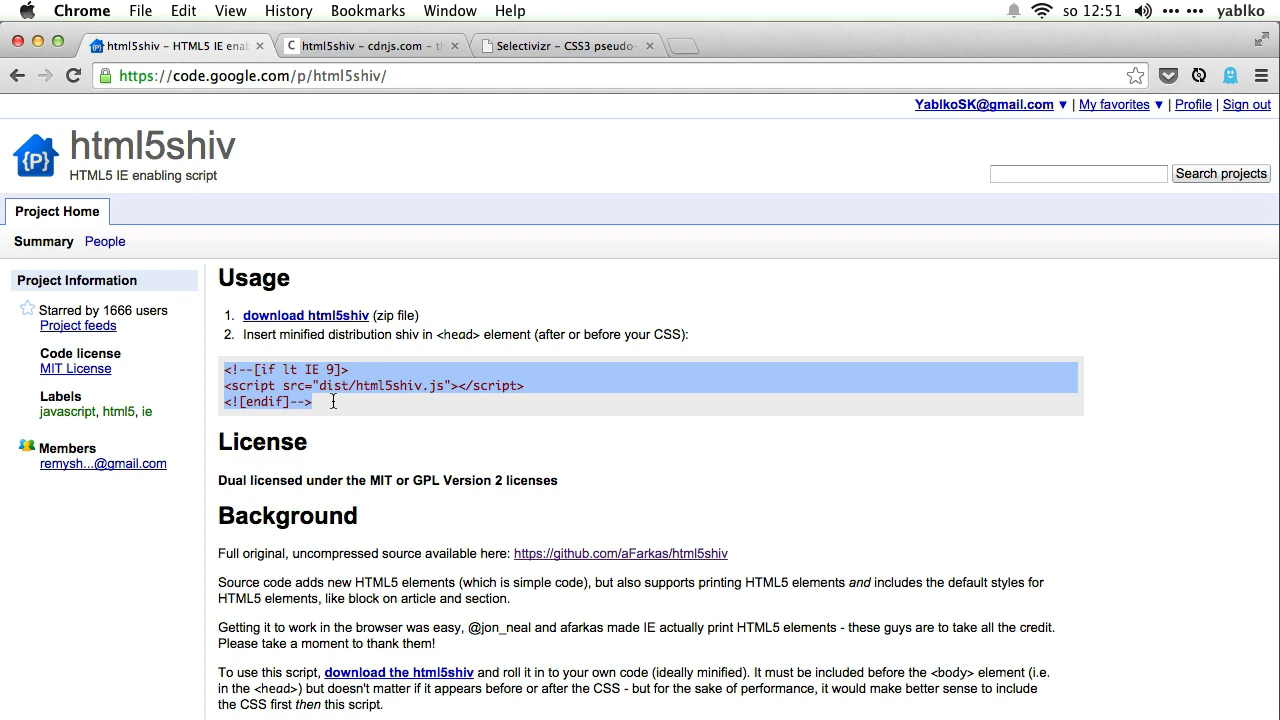 Chrome File Edit View History Bookmarks Window Help so 12:51 yablko
html5shiv – HTML5 IE enab html5shiv – cdnjs.com – th Selectivizr – CSS3 pseudo-
https://code.google.com/p/html5shiv/
YablkoSK@gmail.com ▼ | My favorites ▼ | Profile | Sign out
{P}
html5shiv
HTML5 IE enabling script
Search projects
Project Home
Summary People
Project Information
Starred by 1666 users
Project feeds
Code license
MIT License
Labels
javascript, html5, ie
Members
remysh...@gmail.com
Usage
1. download html5shiv (zip file)
2. Insert minified distribution shiv in <head> element (after or before your CSS):
<!--[if lt IE 9]>
<script src="dist/html5shiv.js"></script>
<![endif]-->
License
Dual licensed under the MIT or GPL Version 2 licenses
Background
Full original, uncompressed source available here: https://github.com/aFarkas/html5shiv
Source code adds new HTML5 elements (which is simple code), but also supports printing HTML5 elements and includes the default styles for
HTML5 elements, like block on article and section.
Getting it to work in the browser was easy, @jon_neal and afarkas made IE actually print HTML5 elements - these guys are to take all the credit.
Please take a moment to thank them!
To use this script, download the html5shiv and roll it in to your own code (ideally minified). It must be included before the <body> element (i.e.
in the <head>) but doesn't matter if it appears before or after the CSS - but for the sake of performance, it would make better sense to include
the CSS first then this script.